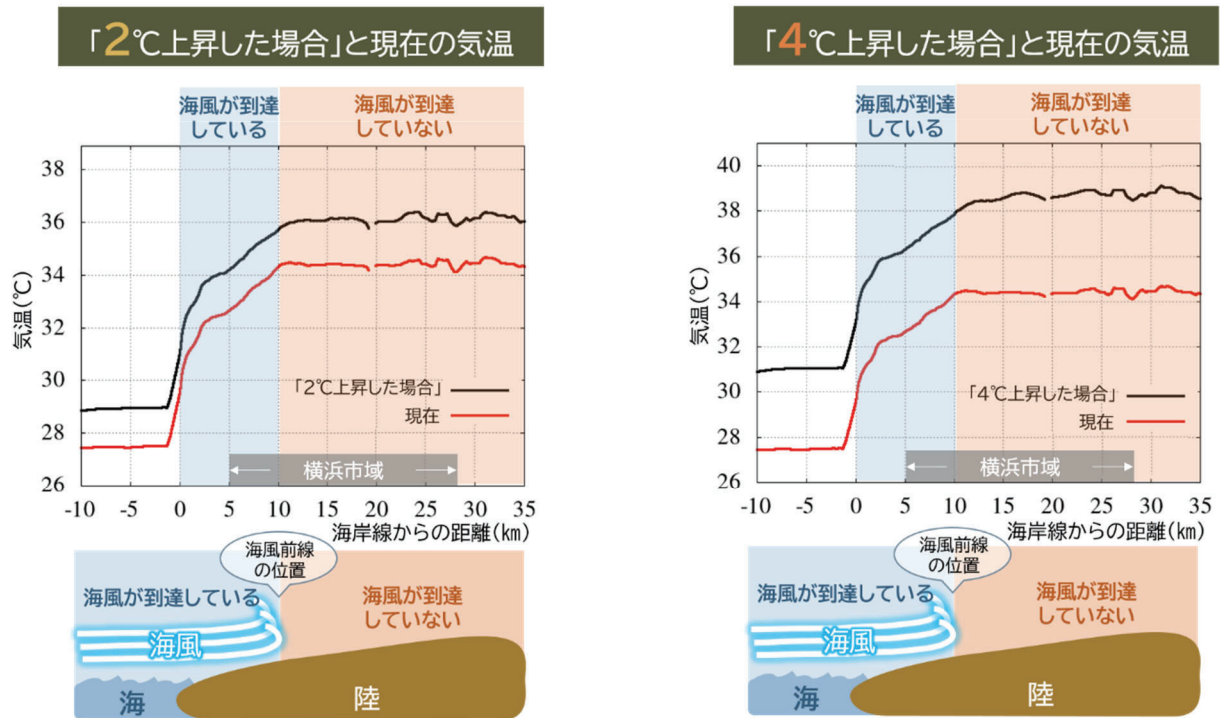 「2℃上昇した場合」と現在の気温
海風が到達
している
海風が到達
していない
気温(℃)
38
36
34
32
30
28
26
「2℃上昇した場合」
現在
横浜市域
-10 -5 0 5 10 15 20 25 30 35
海岸線からの距離(km)
海風前線
の位置
海風が到達している
海風が到達
していない
海風
海
陸
「4℃上昇した場合」と現在の気温
海風が到達
している
海風が到達
していない
気温(℃)
40
38
36
34
32
30
28
26
「4℃上昇した場合」
現在
横浜市域
-10 -5 0 5 10 15 20 25 30 35
海岸線からの距離(km)
海風前線
の位置
海風が到達している
海風が到達
していない
海風
海
陸